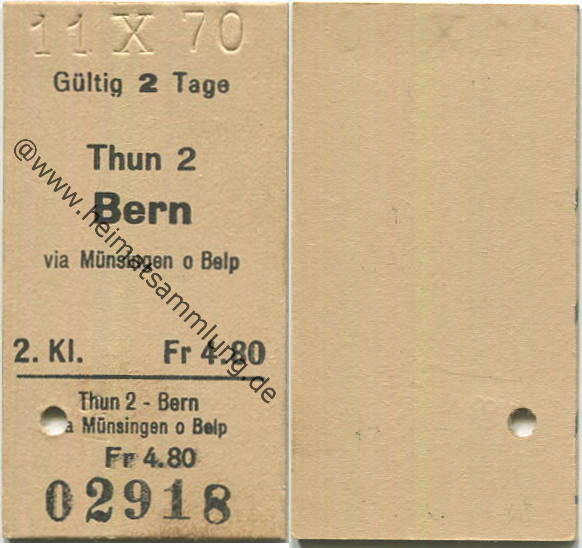 11 X 70
Gültig 2 Tage
Thun 2
Bern
via Münsingen o Belp
2. Kl. Fr 4.80
Thun 2 - Bern
a Münsingen o Belp
Fr 4.80
02918
@www.heimatsammlung.de